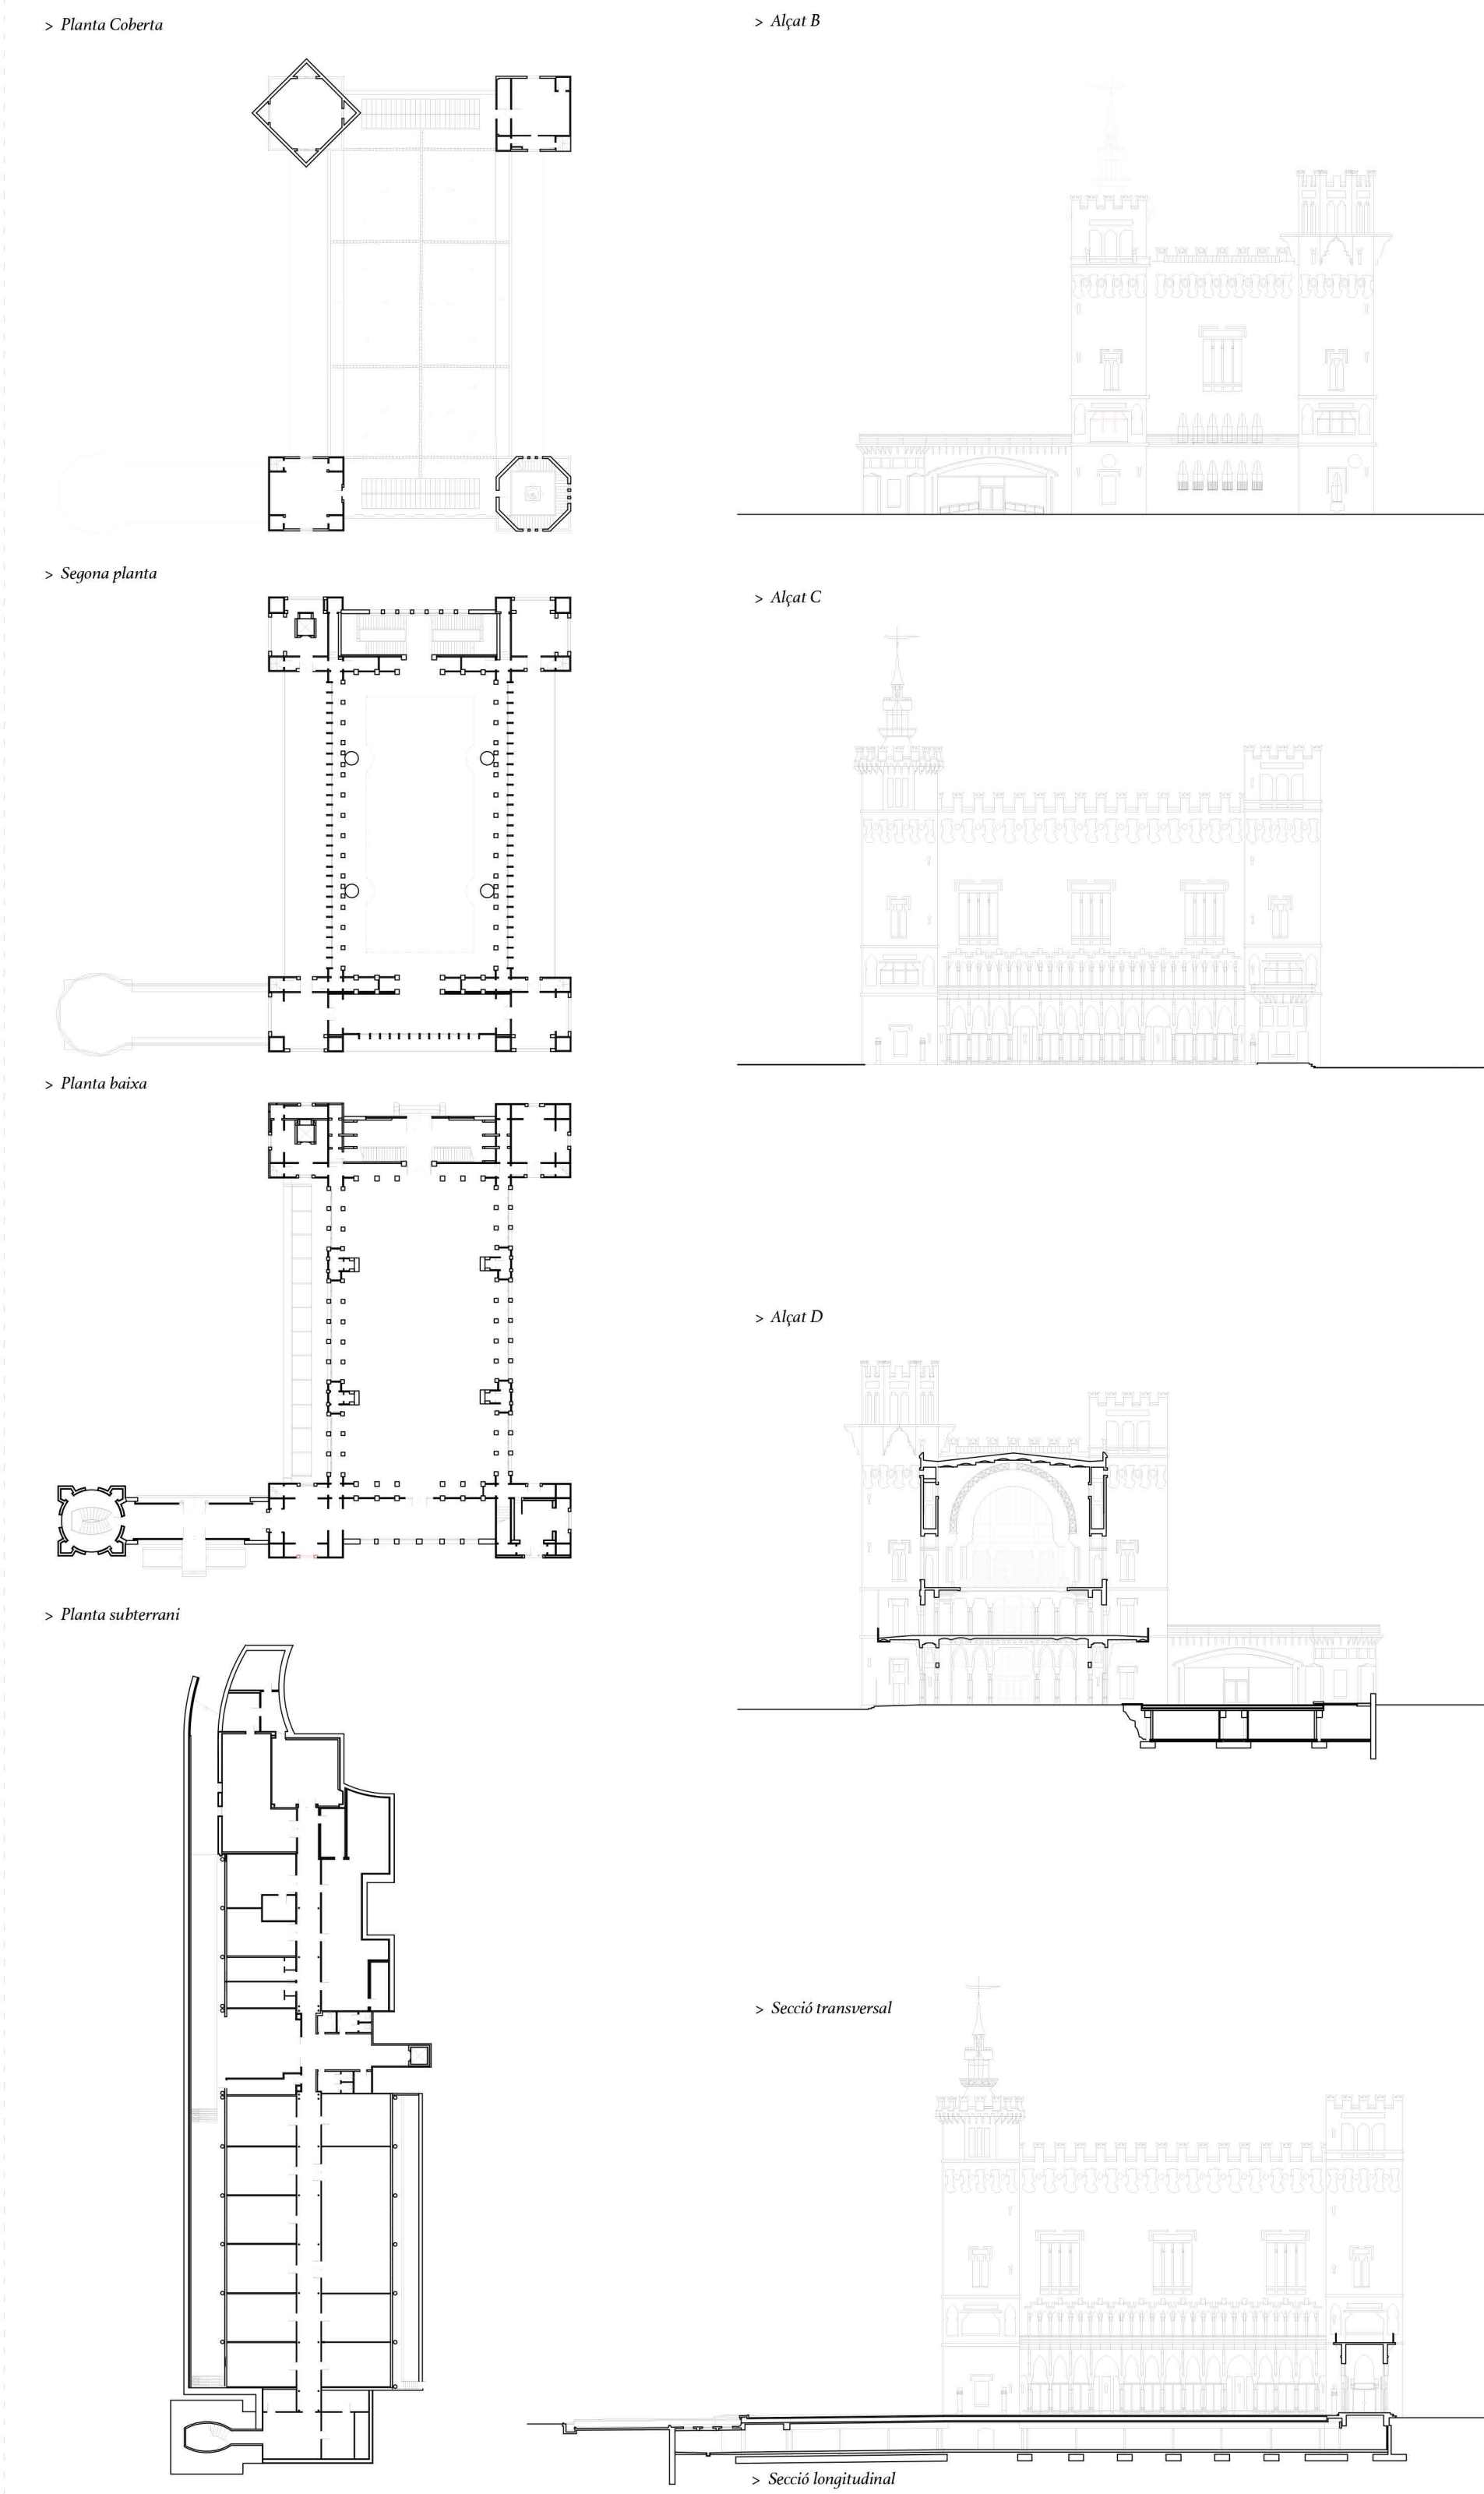 > Planta Coberta
> Segona planta
> Planta baixa
> Planta subterrani
> Alçat B
> Alçat C
> Alçat D
> Secció transversal
> Secció longitudinal